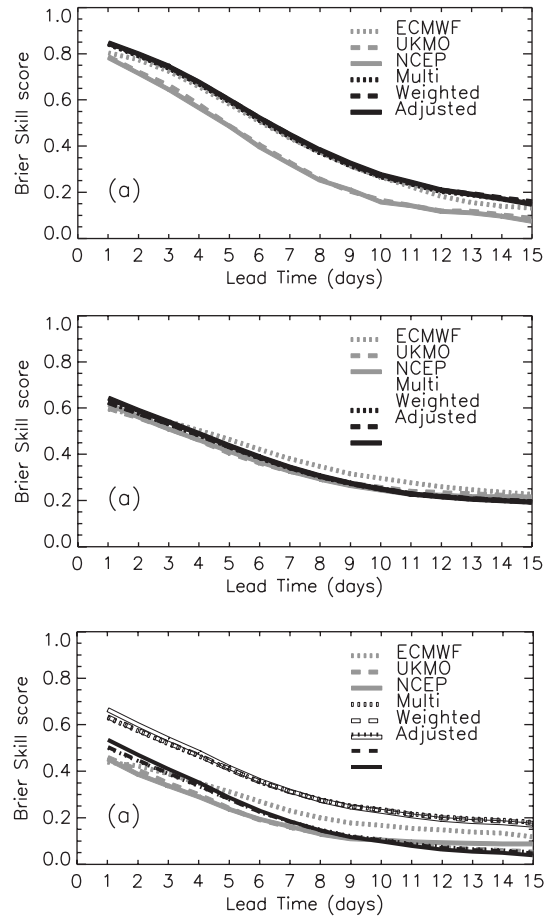 1.0
0.8
0.6
0.4
0.2
0.0
Brier Skill score
ECMWF
UKMO
NCEP
Multi
Weighted
Adjusted
(a)
0 1 2 3 4 5 6 7 8 9 10 11 12 13 14 15
Lead Time (days)
1.0
0.8
0.6
0.4
0.2
0.0
Brier Skill score
ECMWF
UKMO
NCEP
Multi
Weighted
Adjusted
(a)
0 1 2 3 4 5 6 7 8 9 10 11 12 13 14 15
Lead Time (days)
1.0
0.8
0.6
0.4
0.2
0.0
Brier Skill score
ECMWF
UKMO
NCEP
Multi
Weighted
Adjusted
(a)
0 1 2 3 4 5 6 7 8 9 10 11 12 13 14 15
Lead Time (days)